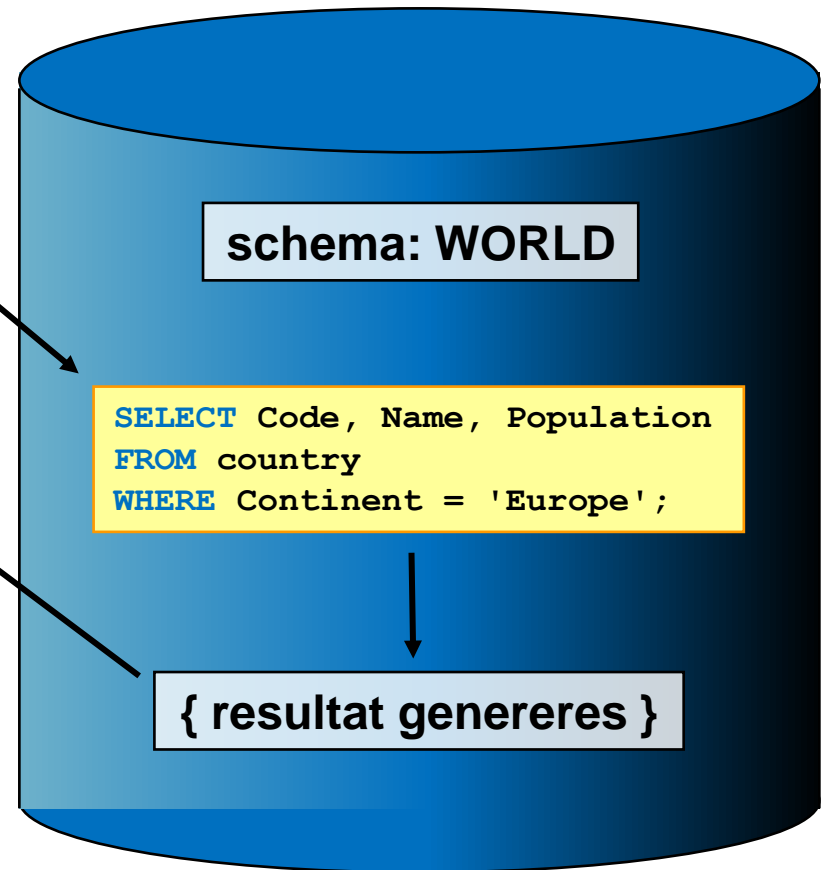 schema: WORLD
SELECT Code, Name, Population
FROM country
WHERE Continent = 'Europe';
{ resultat genereres }